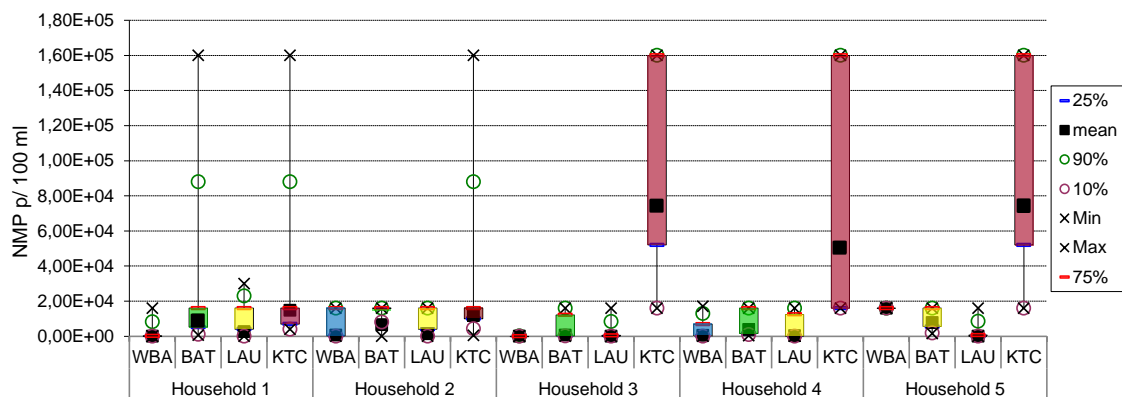 NMP p/ 100 ml
1,80E+05
1,60E+05
1,40E+05
1,20E+05
1,00E+05
8,00E+04
6,00E+04
4,00E+04
2,00E+04
0,00E+00
WBA BAT LAU KTC WBA BAT LAU KTC WBA BAT LAU KTC WBA BAT LAU KTC WBA BAT LAU KTC
Household 1 Household 2 Household 3 Household 4 Household 5
25%
mean
90%
10%
Min
Max
75%